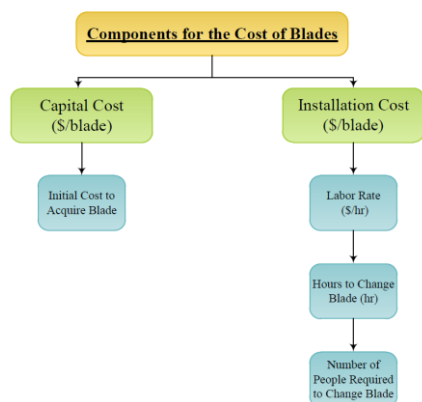 Components for the Cost of Blades
Capital Cost
($/blade)
Installation Cost
($/blade)
Initial Cost to
Acquire Blade
Labor Rate
($/hr)
Hours to Change
Blade (hr)
Number of
People Required
to Change Blade